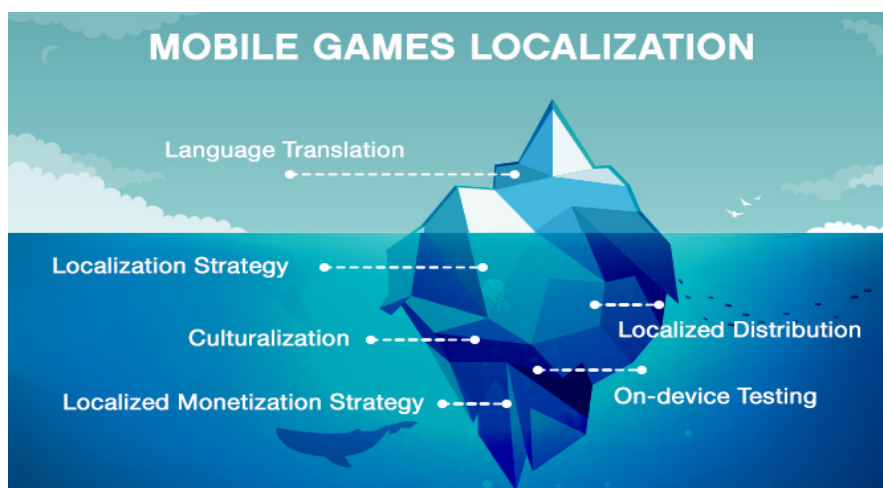 MOBILE GAMES LOCALIZATION
Language Translation
Localization Strategy
Localized Distribution
Culturalization
On-device Testing
Localized Monetization Strategy